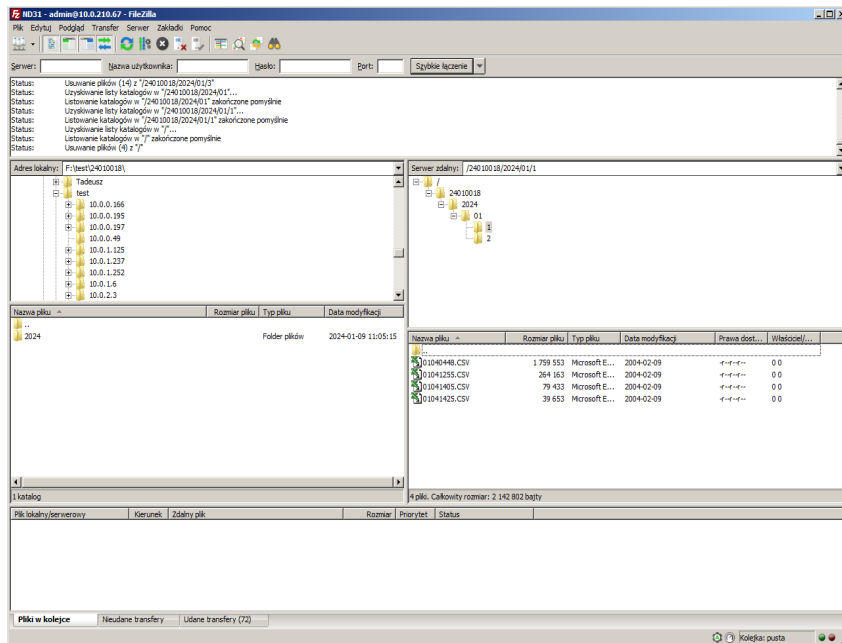 ND31 - admin@10.0.210.67 - FileZilla
Plik Edytuj Podgląd Transfer Serwer Zakładki Pomoc
Serwer: Nazwa użytkownika: Hasło: Port: Szybkie łączenie
Status: Usuwanie plików (14) z "/24010018/2024/01/3"
Status: Uzyskiwanie listy katalogów w "/24010018/2024/01"...
Status: Listowanie katalogów w "/24010018/2024/01" zakończone pomyślnie
Status: Uzyskiwanie listy katalogów w "/24010018/2024/01/1"...
Status: Listowanie katalogów w "/24010018/2024/01/1" zakończone pomyślnie
Status: Uzyskiwanie listy katalogów w "/"...
Status: Listowanie katalogów w "/" zakończone pomyślnie
Status: Usuwanie plików (4) z "/"
Adres lokalny: F:\test\24010018\
Tadeusz
test
10.0.0.166
10.0.0.195
10.0.0.197
10.0.0.49
10.0.1.125
10.0.1.237
10.0.1.252
10.0.1.6
10.0.2.3
Nazwa pliku Rozmiar pliku Typ pliku Data modyfikacji
..
2024 Folder plików 2024-01-09 11:05:15
1 katalog
Serwer zdalny: /24010018/2024/01/1
/
24010018
2024
01
1
2
Nazwa pliku Rozmiar pliku Typ pliku Data modyfikacji Prawa dost... Właściciel/...
..
01040448.CSV 1 759 553 Microsoft E... 2004-02-09 -r--r--r-- 0 0
01041255.CSV 264 163 Microsoft E... 2004-02-09 -r--r--r-- 0 0
01041405.CSV 79 433 Microsoft E... 2004-02-09 -r--r--r-- 0 0
01041425.CSV 39 653 Microsoft E... 2004-02-09 -r--r--r-- 0 0
4 pliki. Całkowity rozmiar: 2 142 802 bajty
Plik lokalny/serwerowy Kierunek Zdalny plik Rozmiar Priorytet Status
Pliki w kolejce Nieudane transfery Udane transfery (72)
Kolejka: pusta